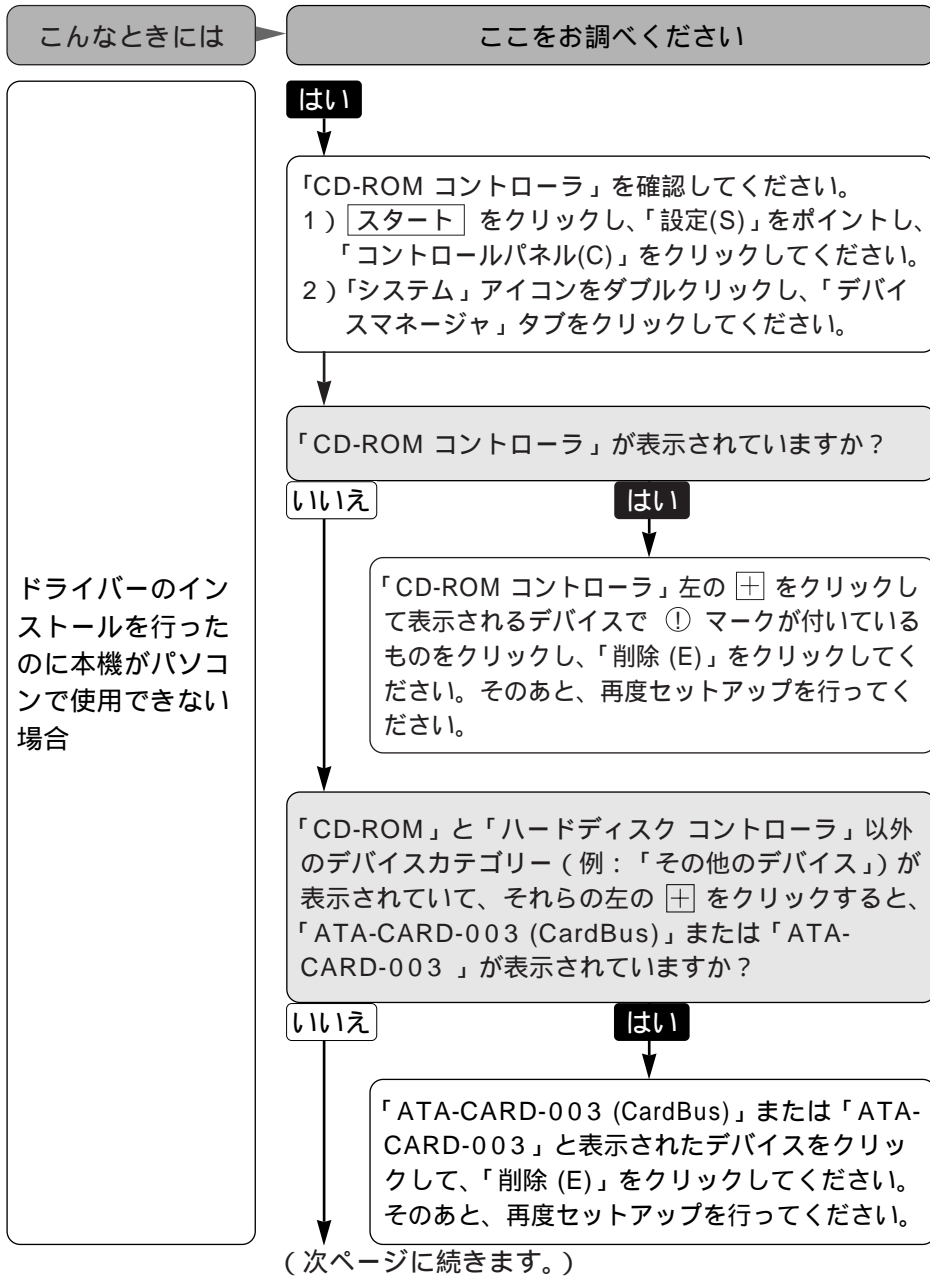 こんなときには
ここをお調べください
ドライバーのイン
ストールを行った
のに本機がパソコ
ンで使用できない
場合
はい
「CD-ROM コントローラ」を確認してください。
1）スタート をクリックし、「設定(S)」をポイントし、
「コントロールパネル(C)」をクリックしてください。
2）「システム」アイコンをダブルクリックし、「デバイ
スマネージャ」タブをクリックしてください。
「CD-ROM コントローラ」が表示されていますか？
いいえ
はい
「CD-ROM コントローラ」左の + をクリックし
て表示されるデバイスで ! マークが付いている
ものをクリックし、「削除 (E)」をクリックしてく
ださい。そのあと、再度セットアップを行ってく
ださい。
「CD-ROM」と「ハードディスク コントローラ」以外
のデバイスカテゴリー（例：「その他のデバイス」）が
表示されていて、それらの左の + をクリックすると、
「ATA-CARD-003 (CardBus)」または「ATA-
CARD-003 」が表示されていますか？
いいえ
はい
「ATA-CARD-003 (CardBus)」または「ATA-
CARD-003」と表示されたデバイスをクリッ
クして、「削除 (E)」をクリックしてください。
そのあと、再度セットアップを行ってください。
（次ページに続きます。）